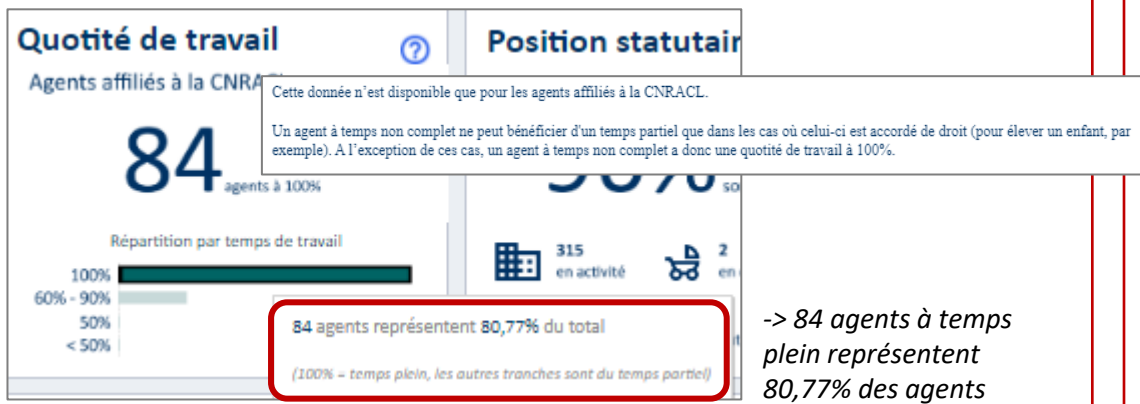 Quotité de travail
Agents affiliés à la CNRA
Cette donnée n'est disponible que pour les agents affiliés à la CNRACL.
Un agent à temps non complet ne peut bénéficier d'un temps partiel que dans les cas où celui-ci est accordé de droit (pour élever un enfant, par
exemple). A l'exception de ces cas, un agent à temps non complet a donc une quotité de travail à 100%.
84 agents à 100%
Répartition par temps de travail
100%
60% - 90%
50%
< 50%
Position statutair
so
315
en activité
2
en
84 agents représentent 80,77% du total
(100% = temps plein, les autres tranches sont du temps partiel)
-> 84 agents à temps
plein représentent
80,77% des agents